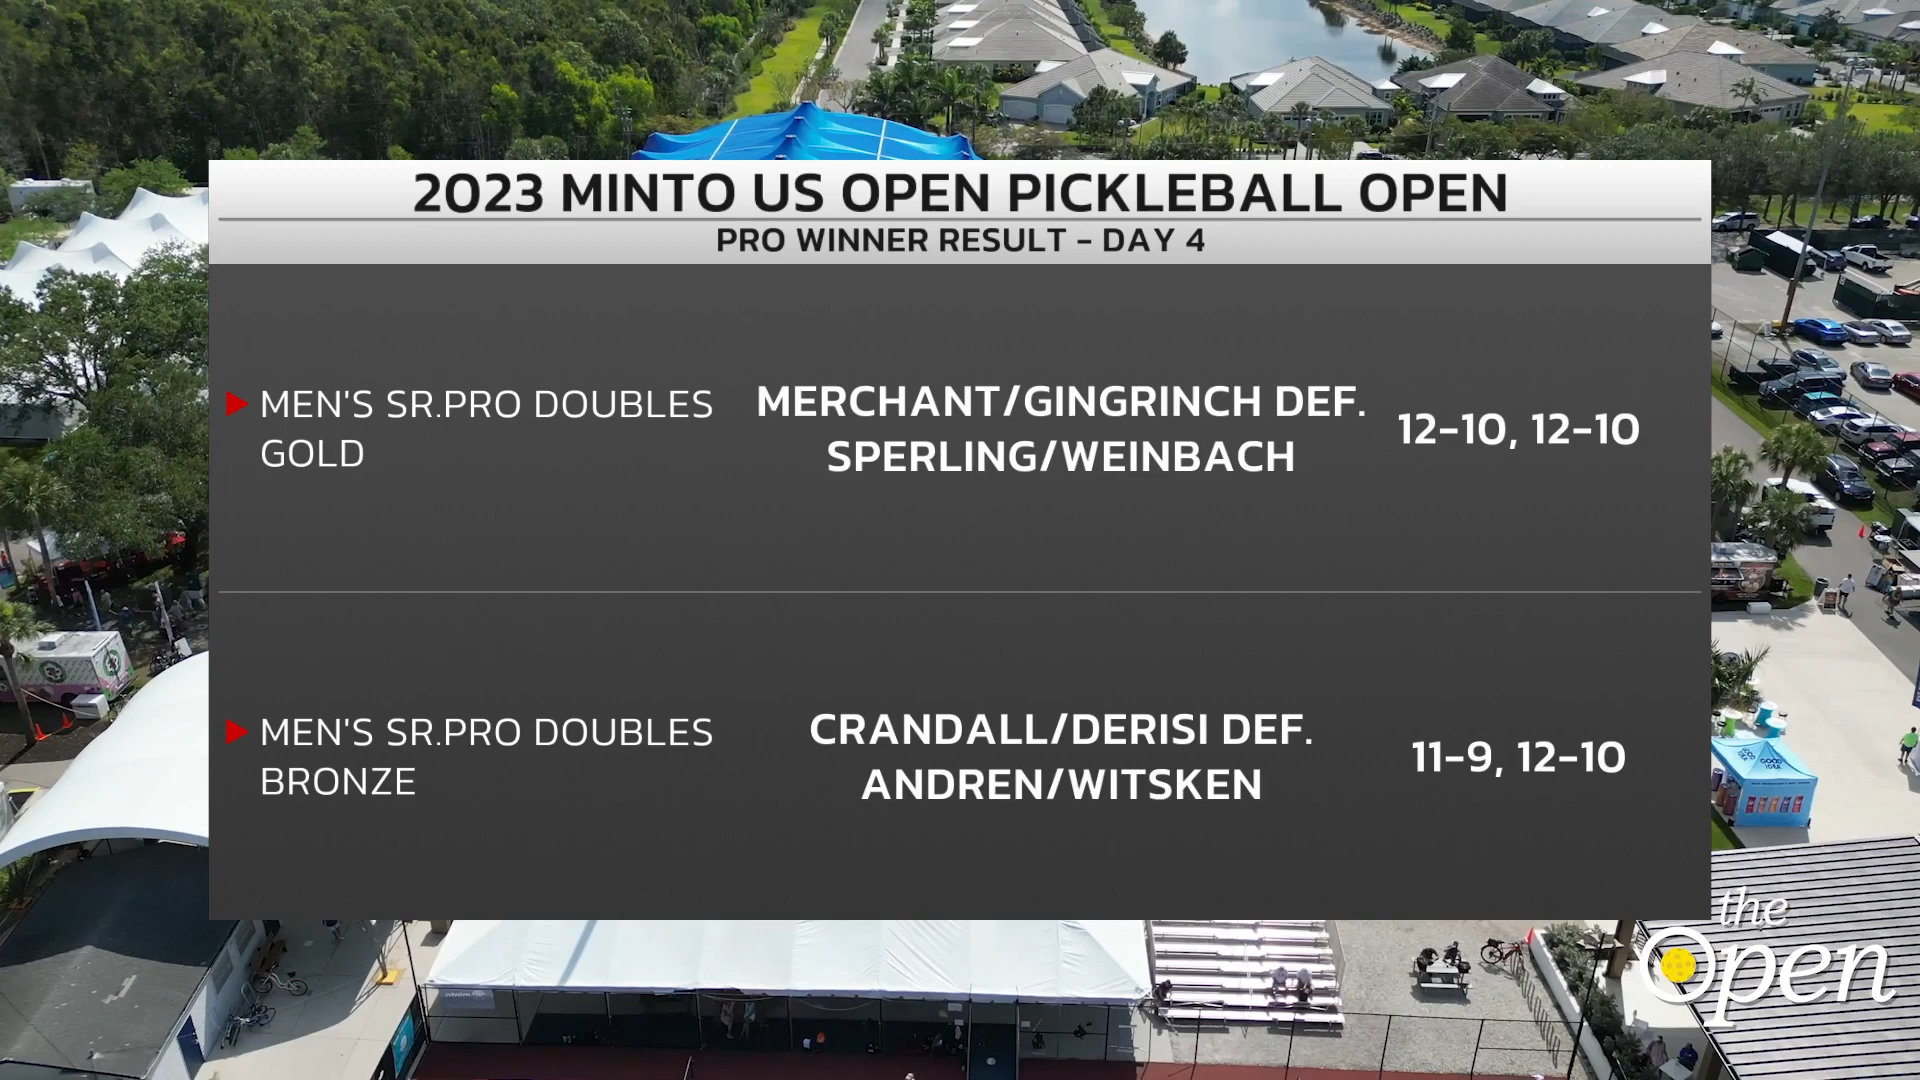 2023 MINTO US OPEN PICKLEBALL OPEN
PRO WINNER RESULT - DAY 4
MEN'S SR.PRO DOUBLES
GOLD
MERCHANT/GINGRINCH DEF.
SPERLING/WEINBACH
12-10, 12-10
MEN'S SR.PRO DOUBLES
BRONZE
CRANDALL/DERISI DEF.
ANDREN/WITSKEN
11-9, 12-10
GOOD
IDEA
the
Open